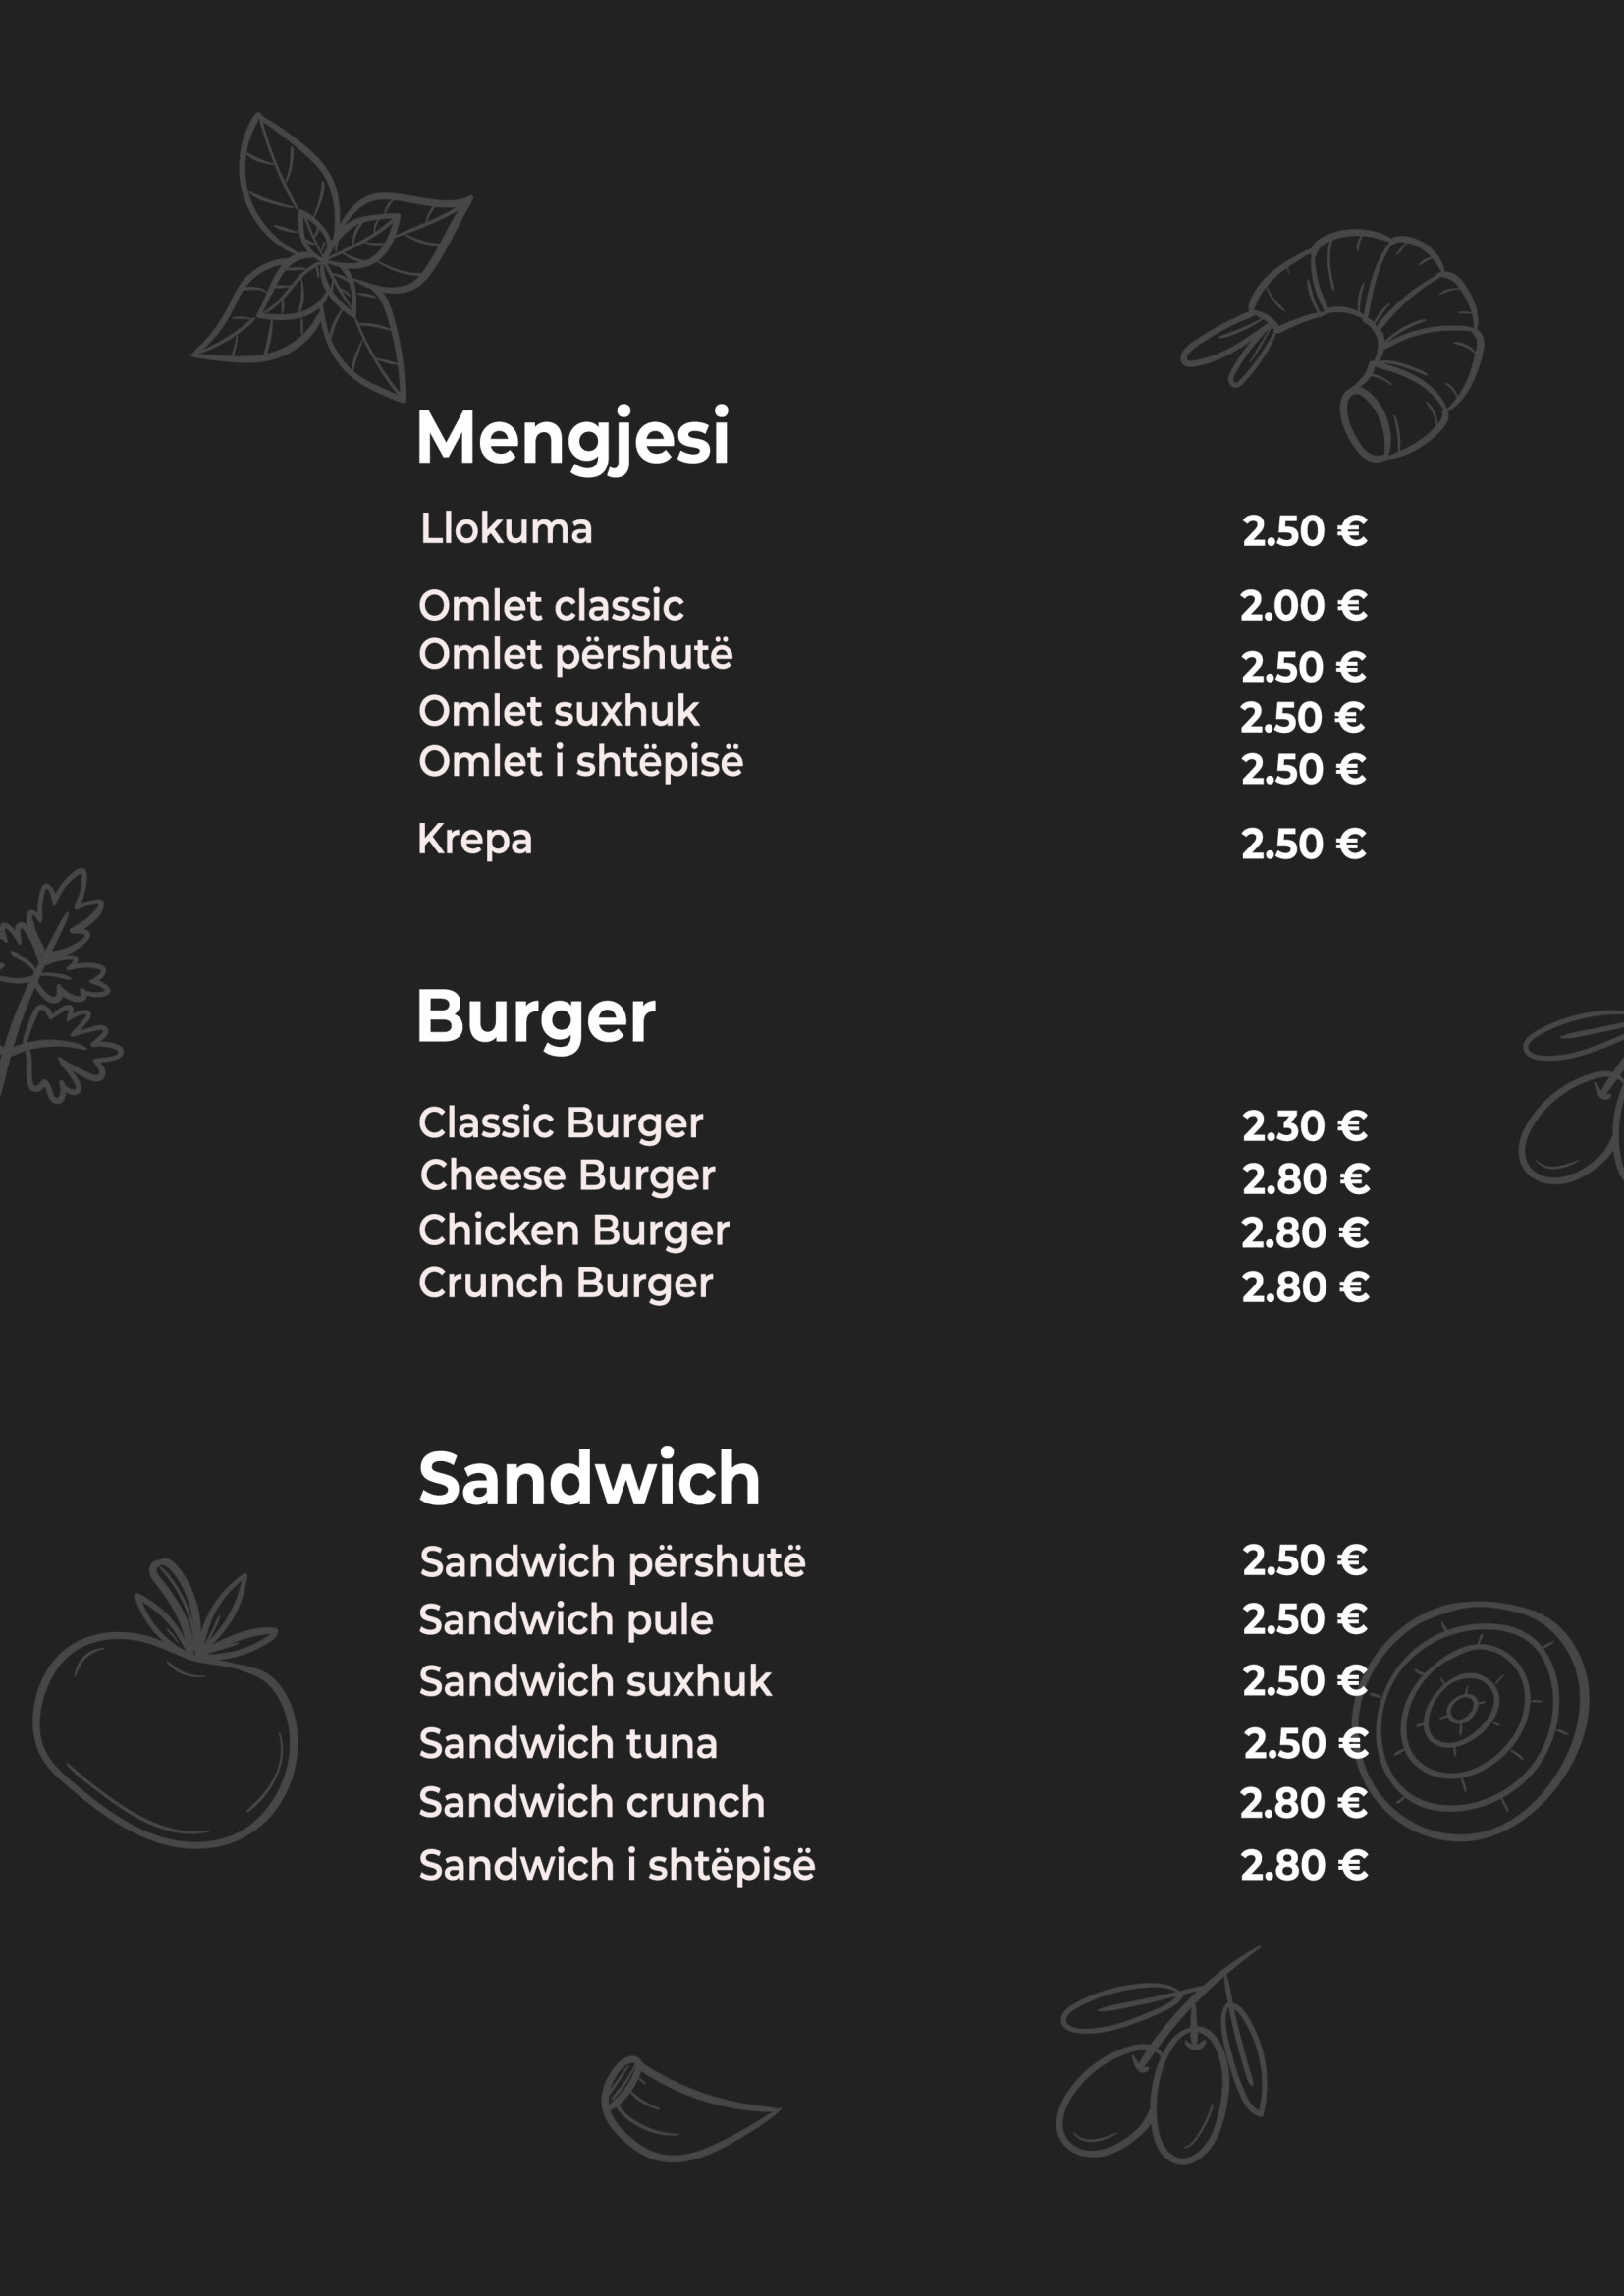 Mengjesi
Llokuma 2.50 €
Omlet classic 2.00 €
Omlet përshutë 2.50 €
Omlet suxhuk 2.50 €
Omlet i shtëpisë 2.50 €
Krepa 2.50 €
Burger
Classic Burger 2.30 €
Cheese Burger 2.80 €
Chicken Burger 2.80 €
Crunch Burger 2.80 €
Sandwich
Sandwich përshutë 2.50 €
Sandwich pule 2.50 €
Sandwich suxhuk 2.50 €
Sandwich tuna 2.50 €
Sandwich crunch 2.80 €
Sandwich i shtëpisë 2.80 €